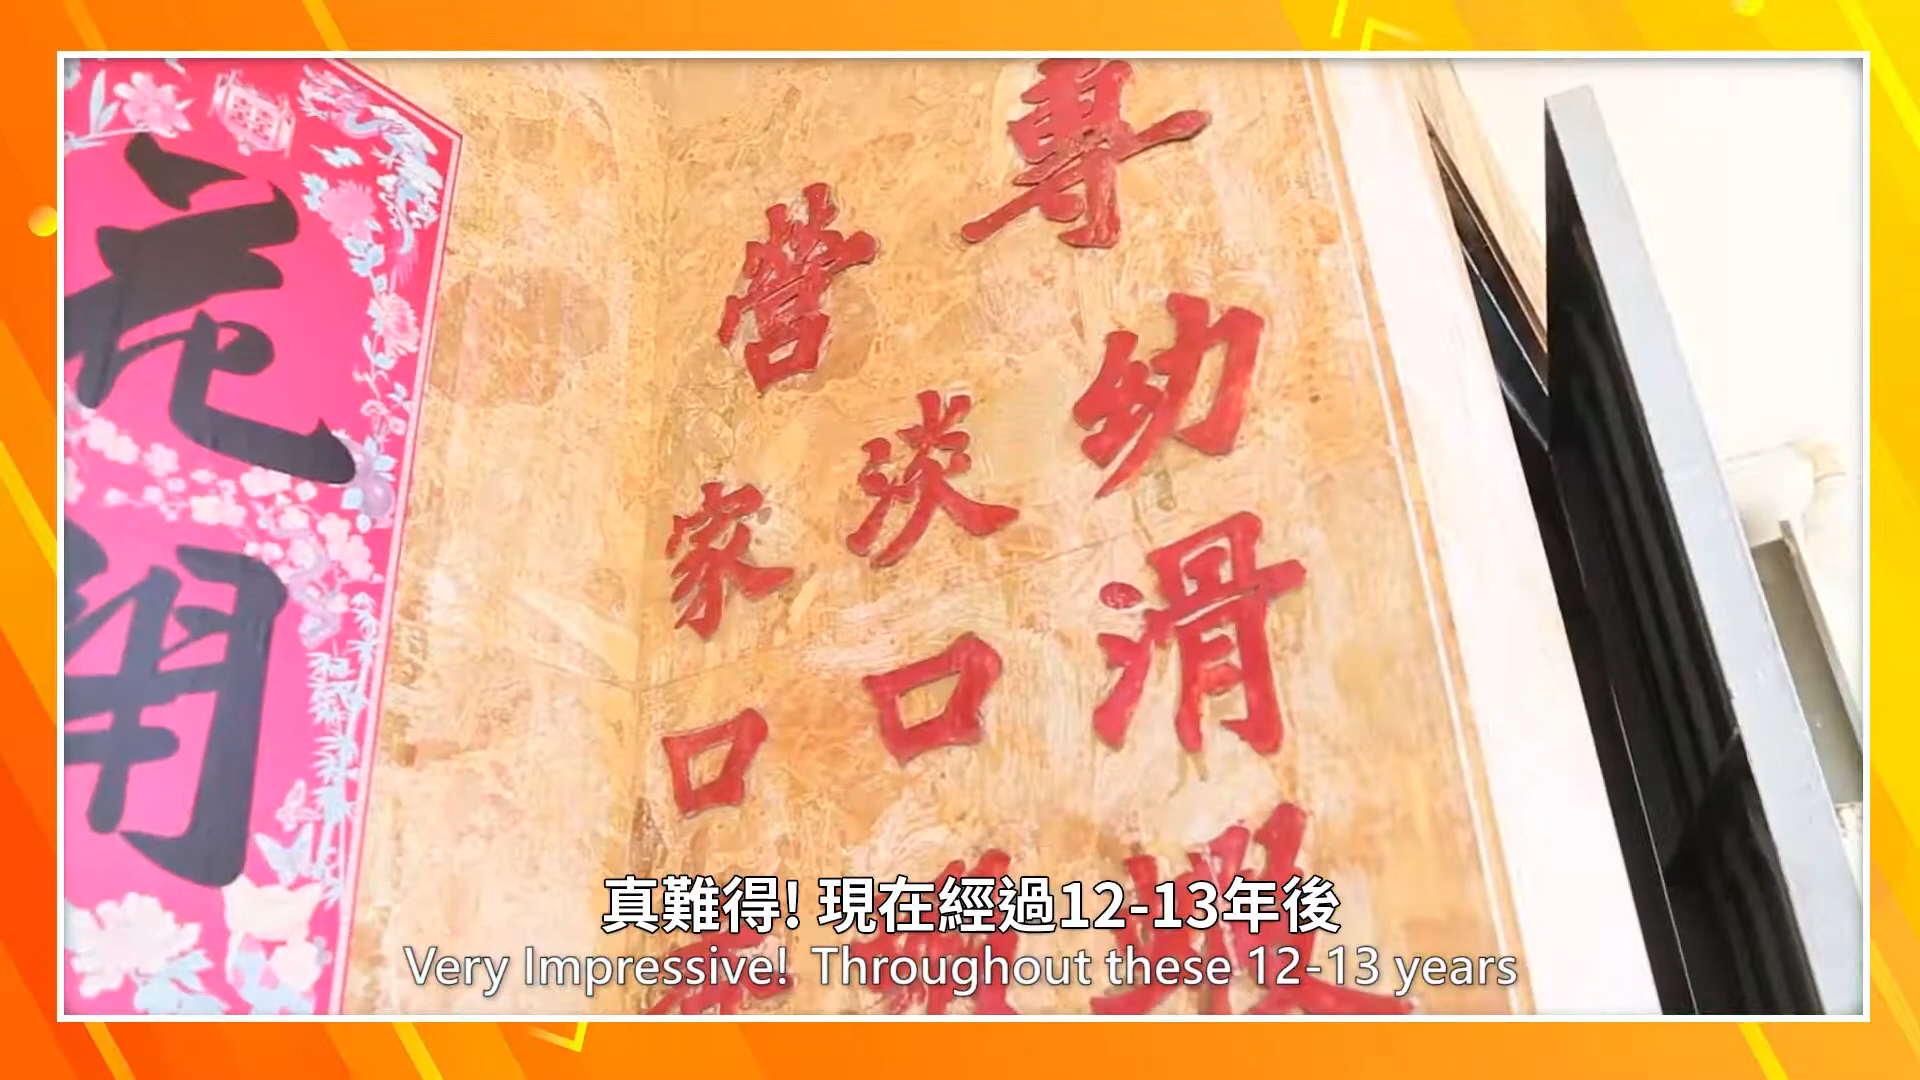 專
幼
滑
蝦
淡
口
營
家
口
花
開
真難得! 現在經過12-13年後
Very Impressive! Throughout these 12-13 years